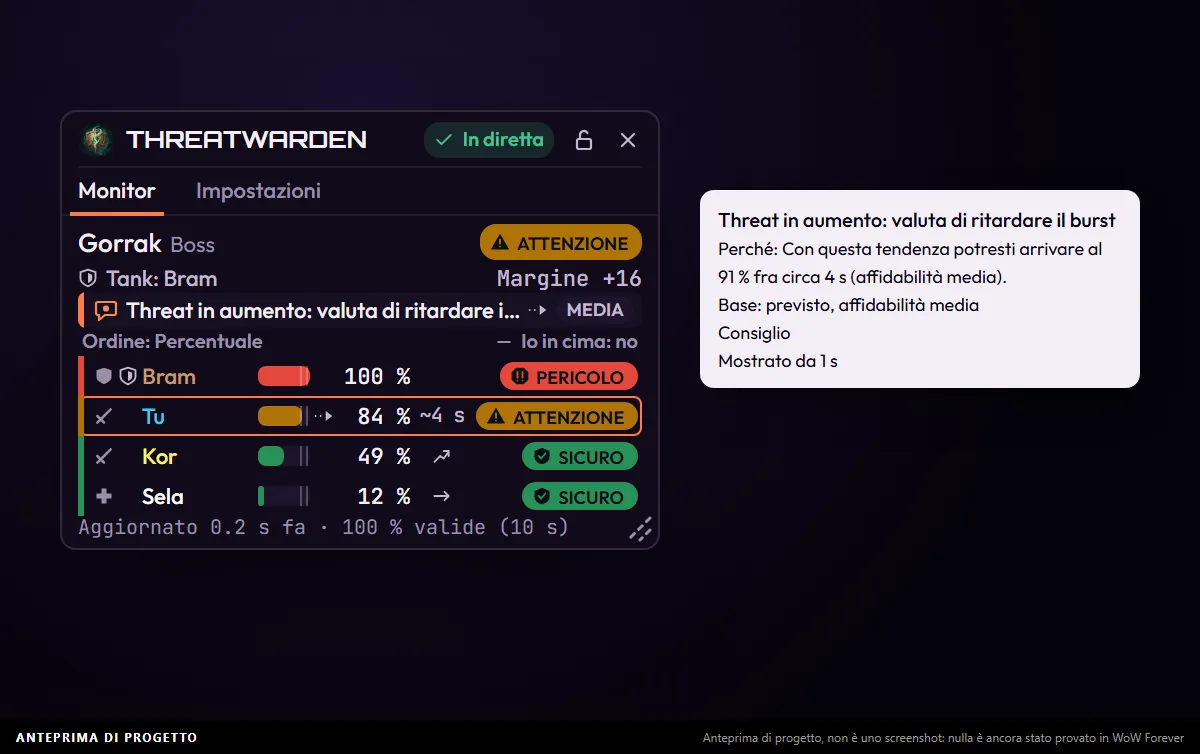 THREATWARDEN
In diretta
Monitor
Impostazioni
Gorrak Boss
ATTENZIONE
Tank: Bram
Margine +16
Threat in aumento: valuta di ritardare i...
MEDIA
Ordine: Percentuale
— Io in cima: no
Bram 100 % PERICOLO
Tu 84 % ~4 s ATTENZIONE
Kor 49 % SICURO
Sela 12 % SICURO
Aggiornato 0.2 s fa · 100 % valide (10 s)
Threat in aumento: valuta di ritardare il burst
Perché: Con questa tendenza potresti arrivare al
91 % fra circa 4 s (affidabilità media).
Base: previsto, affidabilità media
Consiglio
Mostrato da 1 s
ANTEPRIMA DI PROGETTO
Anteprima di progetto, non è uno screenshot: nulla è ancora stato provato in WoW Forever